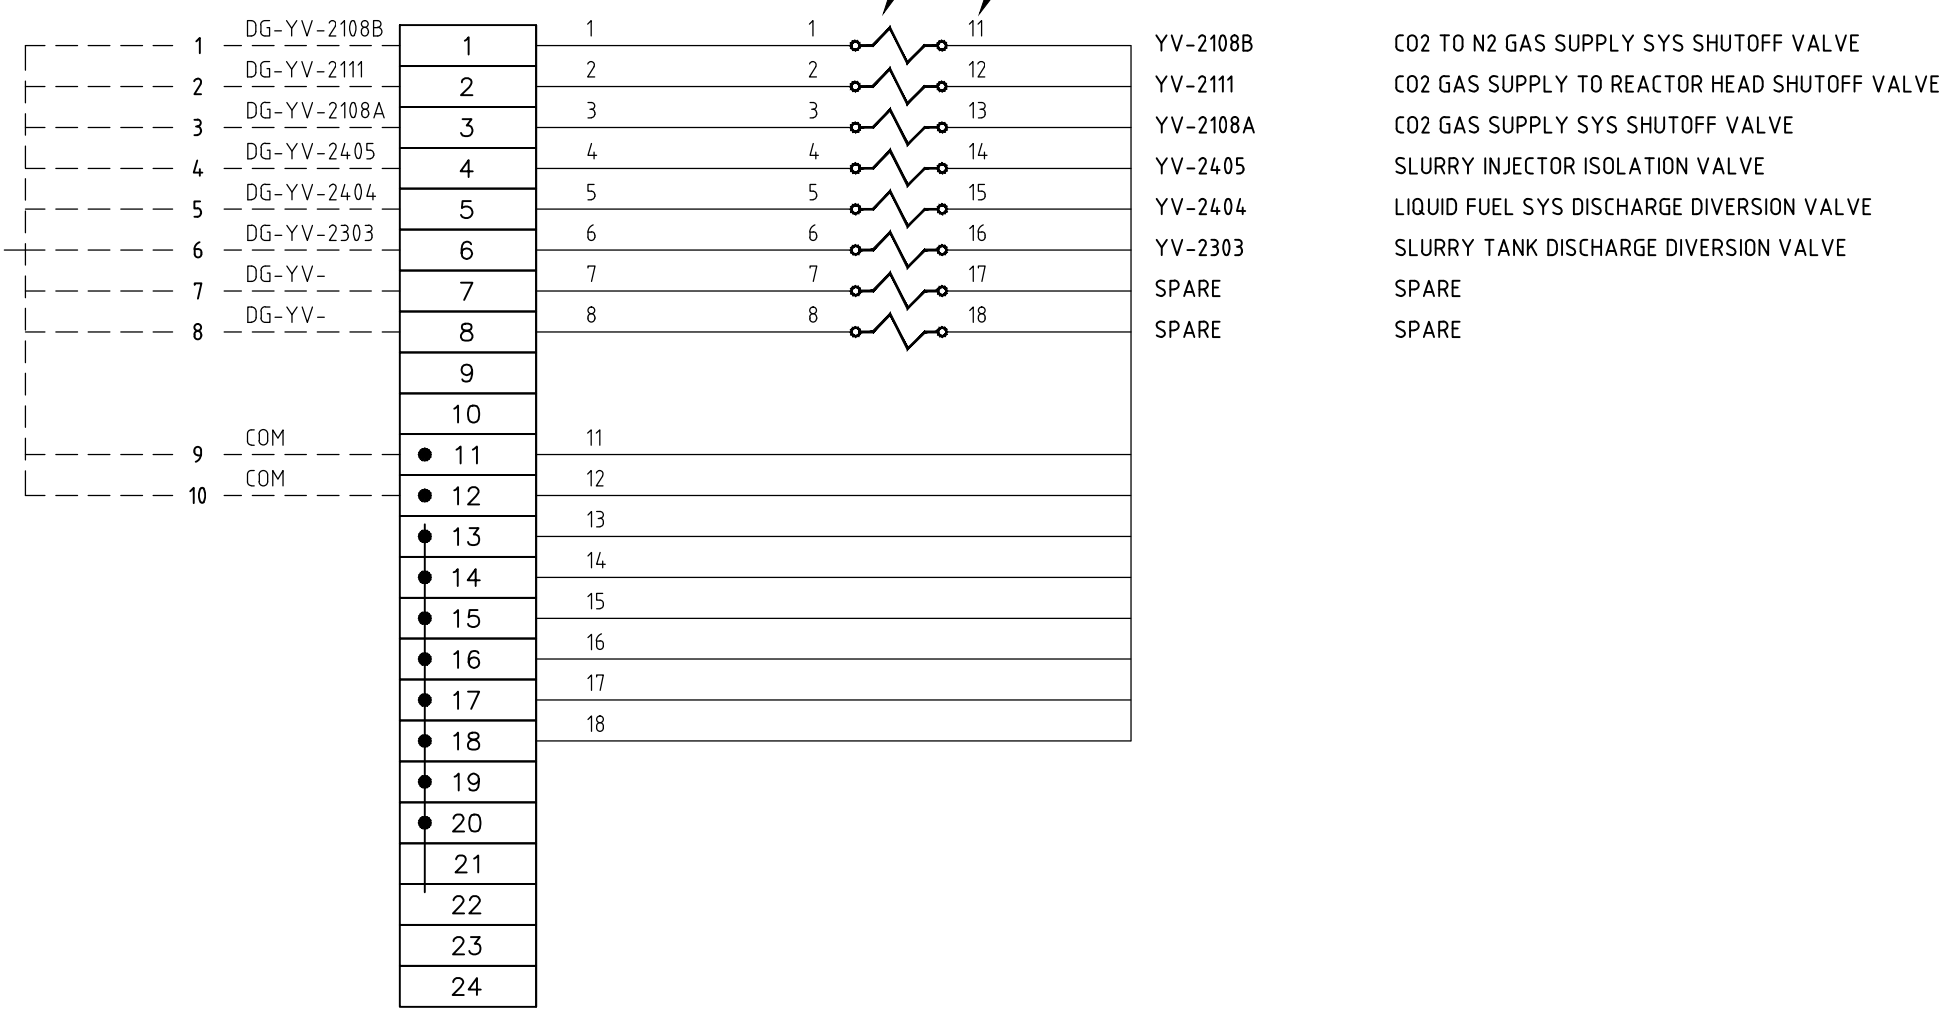 DG-YV-2108B 1 1 11
1 1 YV-2108B CO2 TO N2 GAS SUPPLY SYS SHUTOFF VALVE
DG-YV-2111 2 2 12
2 2 YV-2111 CO2 GAS SUPPLY TO REACTOR HEAD SHUTOFF VALVE
DG-YV-2108A 3 3 13
3 3 YV-2108A CO2 GAS SUPPLY SYS SHUTOFF VALVE
DG-YV-2405 4 4 14
4 4 YV-2405 SLURRY INJECTOR ISOLATION VALVE
DG-YV-2404 5 5 15
5 5 YV-2404 LIQUID FUEL SYS DISCHARGE DIVERSION VALVE
DG-YV-2303 6 6 16
6 6 YV-2303 SLURRY TANK DISCHARGE DIVERSION VALVE
DG-YV- 7 7 17
7 7 SPARE SPARE
DG-YV- 8 8 18
8 8 SPARE SPARE
9
10
COM 11
9 11
COM 12
10 12
13
13
14
14
15
15
16
16
17
17
18
18
19
20
21
22
23
24